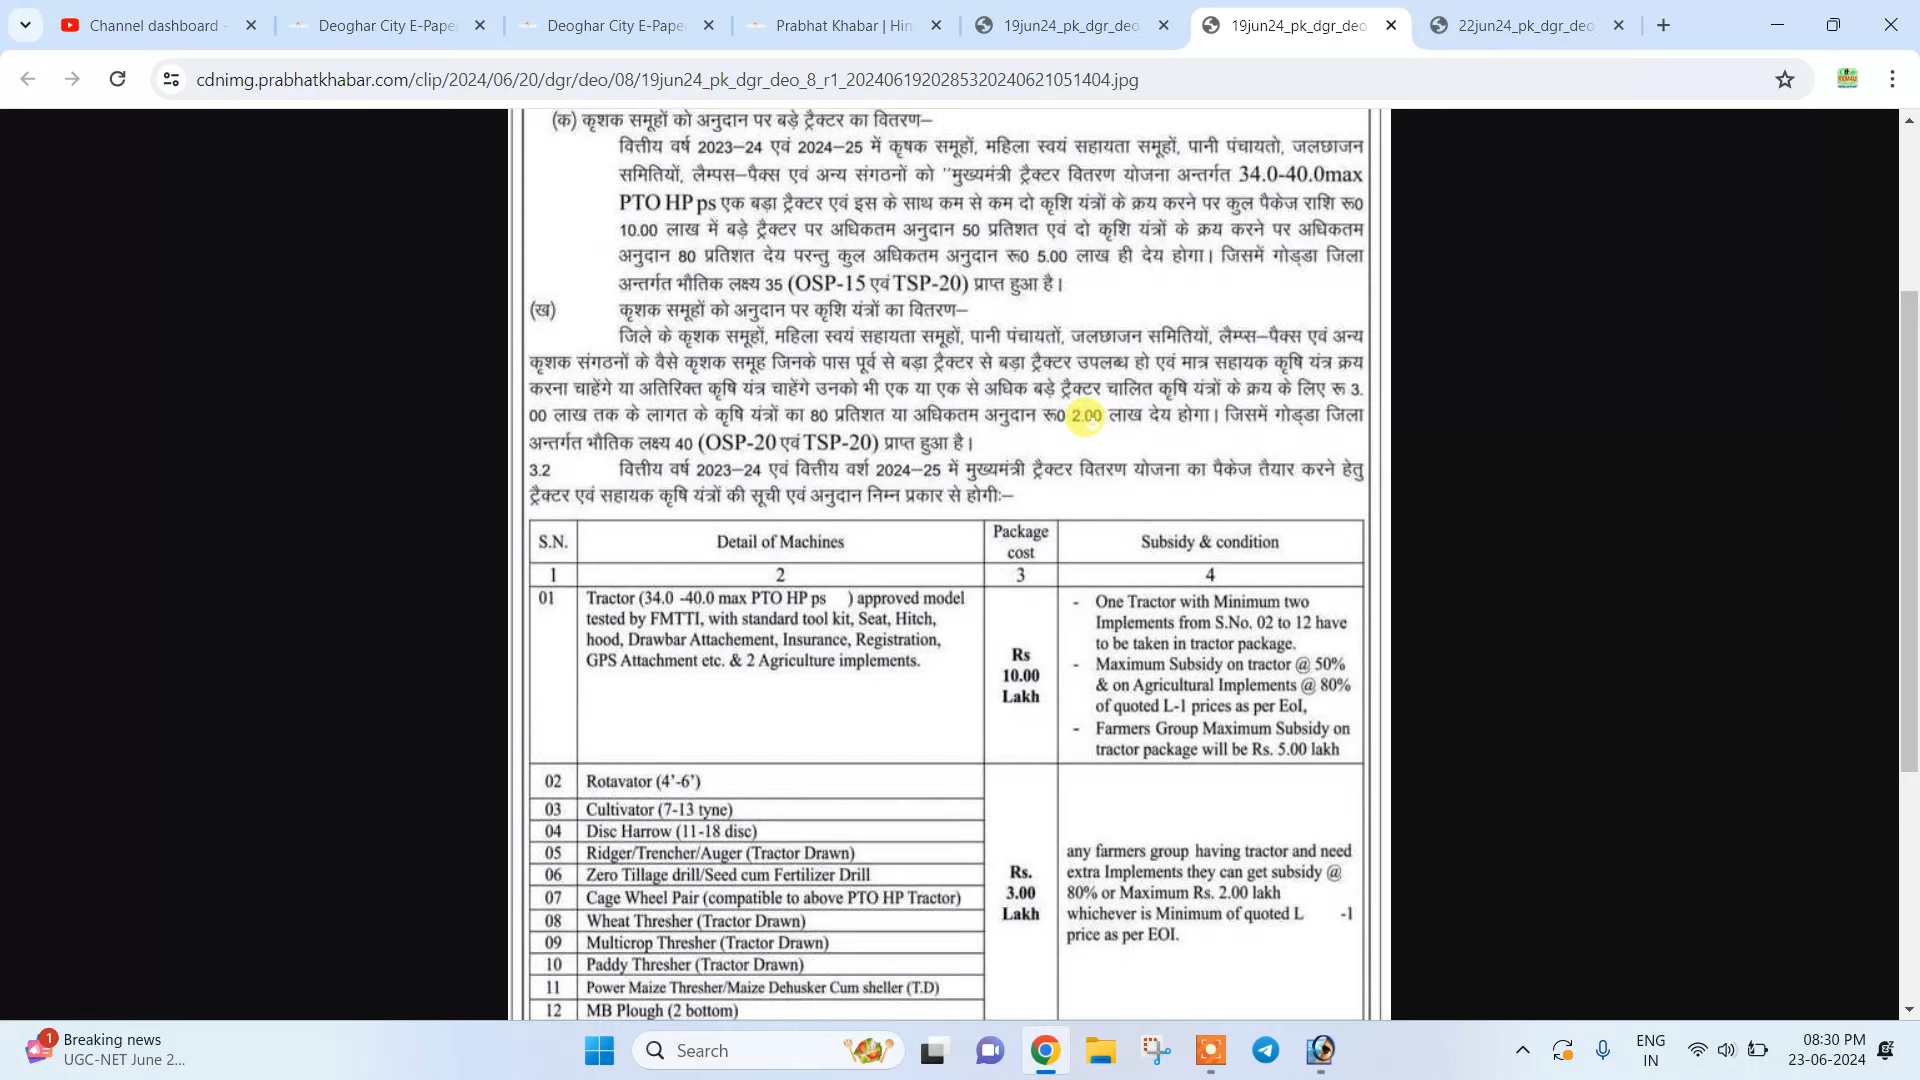 Channel dashboard -
Deoghar City E-Pape
Deoghar City E-Pape
Prabhat Khabar | Hin
19jun24_pk_dgr_deo
19jun24_pk_dgr_deo
22jun24_pk_dgr_deo
cdnimg.prabhatkhabar.com/clip/2024/06/20/dgr/deo/08/19jun24_pk_dgr_deo_8_r1_2024061920285320240621051404.jpg
(क) कृशक समूहों को अनुदान पर बड़े ट्रैक्टर का वितरण–
वित्तीय वर्ष 2023–24 एवं 2024–25 में कृषक समूहों, महिला स्वयं सहायता समूहों, पानी पंचायतो, जलछाजन
समितियों, लैम्पस–पैक्स एवं अन्य संगठनों को "मुख्यमंत्री ट्रैक्टर वितरण योजना अन्तर्गत 34.0-40.0max
PTO HP ps एक बड़ा ट्रैक्टर एवं इस के साथ कम से कम दो कृशि यंत्रों के क्रय करने पर कुल पैकेज राशि रू0
10.00 लाख में बड़े ट्रैक्टर पर अधिकतम अनुदान 50 प्रतिशत एवं दो कृशि यंत्रों के क्रय करने पर अधिकतम
अनुदान 80 प्रतिशत देय परन्तु कुल अधिकतम अनुदान रू0 5.00 लाख ही देय होगा। जिसमें गोड्डा जिला
अन्तर्गत भौतिक लक्ष्य 35 (OSP-15 एवं TSP-20) प्राप्त हुआ है।
(ख) कृशक समूहों को अनुदान पर कृशि यंत्रों का वितरण–
जिले के कृशक समूहों, महिला स्वयं सहायता समूहों, पानी पंचायतों, जलछाजन समितियों, लैम्प्स–पैक्स एवं अन्य
कृशक संगठनों के वैसे कृशक समूह जिनके पास पूर्व से बड़ा ट्रैक्टर से बड़ा ट्रैक्टर उपलब्ध हो एवं मात्र सहायक कृषि यंत्र क्रय
करना चाहेंगे या अतिरिक्त कृषि यंत्र चाहेंगे उनको भी एक या एक से अधिक बड़े ट्रैक्टर चालित कृषि यंत्रों के क्रय के लिए रू 3.
00 लाख तक के लागत के कृषि यंत्रों का 80 प्रतिशत या अधिकतम अनुदान रू0 2.00 लाख देय होगा। जिसमें गोड्डा जिला
अन्तर्गत भौतिक लक्ष्य 40 (OSP-20 एवं TSP-20) प्राप्त हुआ है।
3.2 वित्तीय वर्ष 2023–24 एवं वित्तीय वर्श 2024–25 में मुख्यमंत्री ट्रैक्टर वितरण योजना का पैकेज तैयार करने हेतु
ट्रैक्टर एवं सहायक कृषि यंत्रों की सूची एवं अनुदान निम्न प्रकार से होगीः–
S.N. Detail of Machines Package cost Subsidy & condition
1 2 3 4
01 Tractor (34.0 -40.0 max PTO HP ps ) approved model
tested by FMTTI, with standard tool kit, Seat, Hitch,
hood, Drawbar Attachement, Insurance, Registration,
GPS Attachment etc. & 2 Agriculture implements.
Rs
10.00
Lakh
- One Tractor with Minimum two
Implements from S.No. 02 to 12 have
to be taken in tractor package.
- Maximum Subsidy on tractor @ 50%
& on Agricultural Implements @ 80%
of quoted L-1 prices as per EoI,
- Farmers Group Maximum Subsidy on
tractor package will be Rs. 5.00 lakh
02 Rotavator (4'-6')
03 Cultivator (7-13 tyne)
04 Disc Harrow (11-18 disc)
05 Ridger/Trencher/Auger (Tractor Drawn)
06 Zero Tillage drill/Seed cum Fertilizer Drill
07 Cage Wheel Pair (compatible to above PTO HP Tractor)
08 Wheat Thresher (Tractor Drawn)
09 Multicrop Thresher (Tractor Drawn)
10 Paddy Thresher (Tractor Drawn)
11 Power Maize Thresher/Maize Dehusker Cum sheller (T.D)
12 MB Plough (2 bottom)
Rs.
3.00
Lakh
any farmers group having tractor and need
extra Implements they can get subsidy @
80% or Maximum Rs. 2.00 lakh
whichever is Minimum of quoted L -1
price as per EOI.
1
Breaking news
UGC-NET June 2...
Search
ENG
IN
08:30 PM
23-06-2024